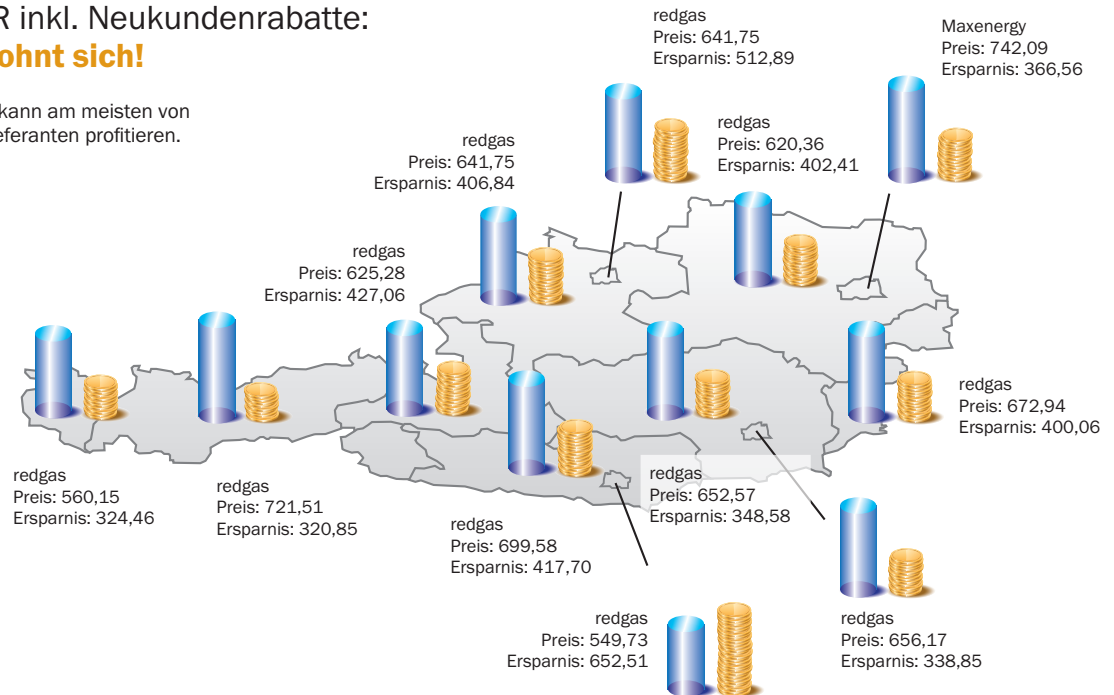 R inkl. Neukundenrabatte:
ohnt sich!
kann am meisten von
eferanten profitieren.
redgas
Preis: 641,75
Ersparnis: 512,89
Maxenergy
Preis: 742,09
Ersparnis: 366,56
redgas
Preis: 641,75
Ersparnis: 406,84
redgas
Preis: 620,36
Ersparnis: 402,41
redgas
Preis: 625,28
Ersparnis: 427,06
redgas
Preis: 672,94
Ersparnis: 400,06
redgas
Preis: 560,15
Ersparnis: 324,46
redgas
Preis: 721,51
Ersparnis: 320,85
redgas
Preis: 699,58
Ersparnis: 417,70
redgas
Preis: 652,57
Ersparnis: 348,58
redgas
Preis: 549,73
Ersparnis: 652,51
redgas
Preis: 656,17
Ersparnis: 338,85